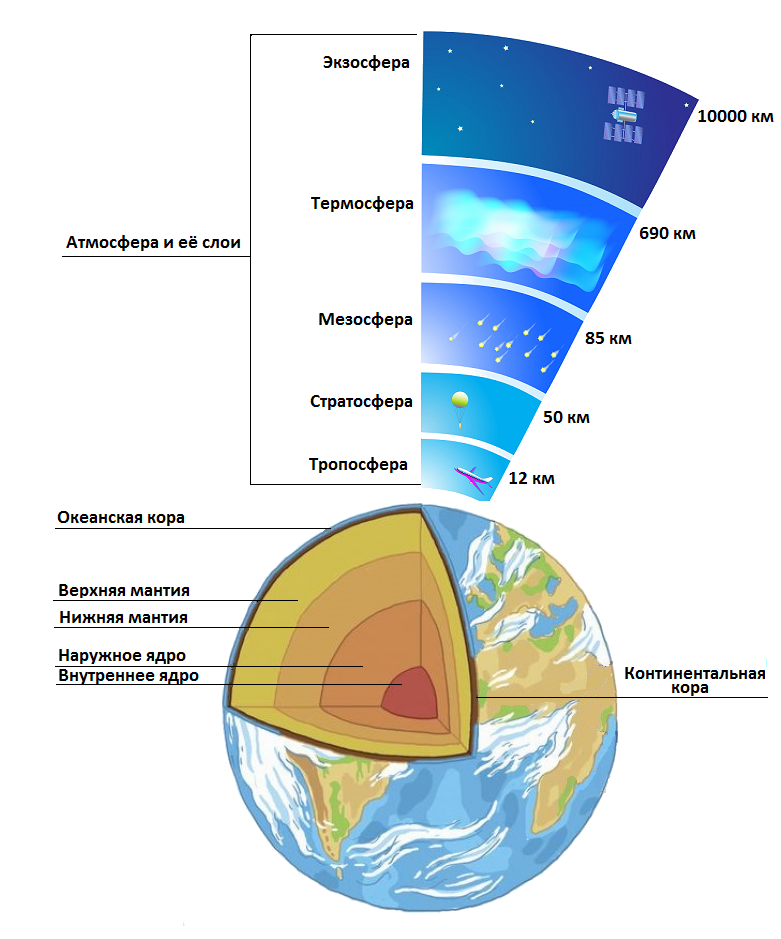 Экзосфера
10000 км
Термосфера
690 км
Атмосфера и её слои
Мезосфера
85 км
Стратосфера
50 км
Тропосфера
12 км
Океанская кора
Верхняя мантия
Нижняя мантия
Наружное ядро
Внутреннее ядро
Континентальная
кора